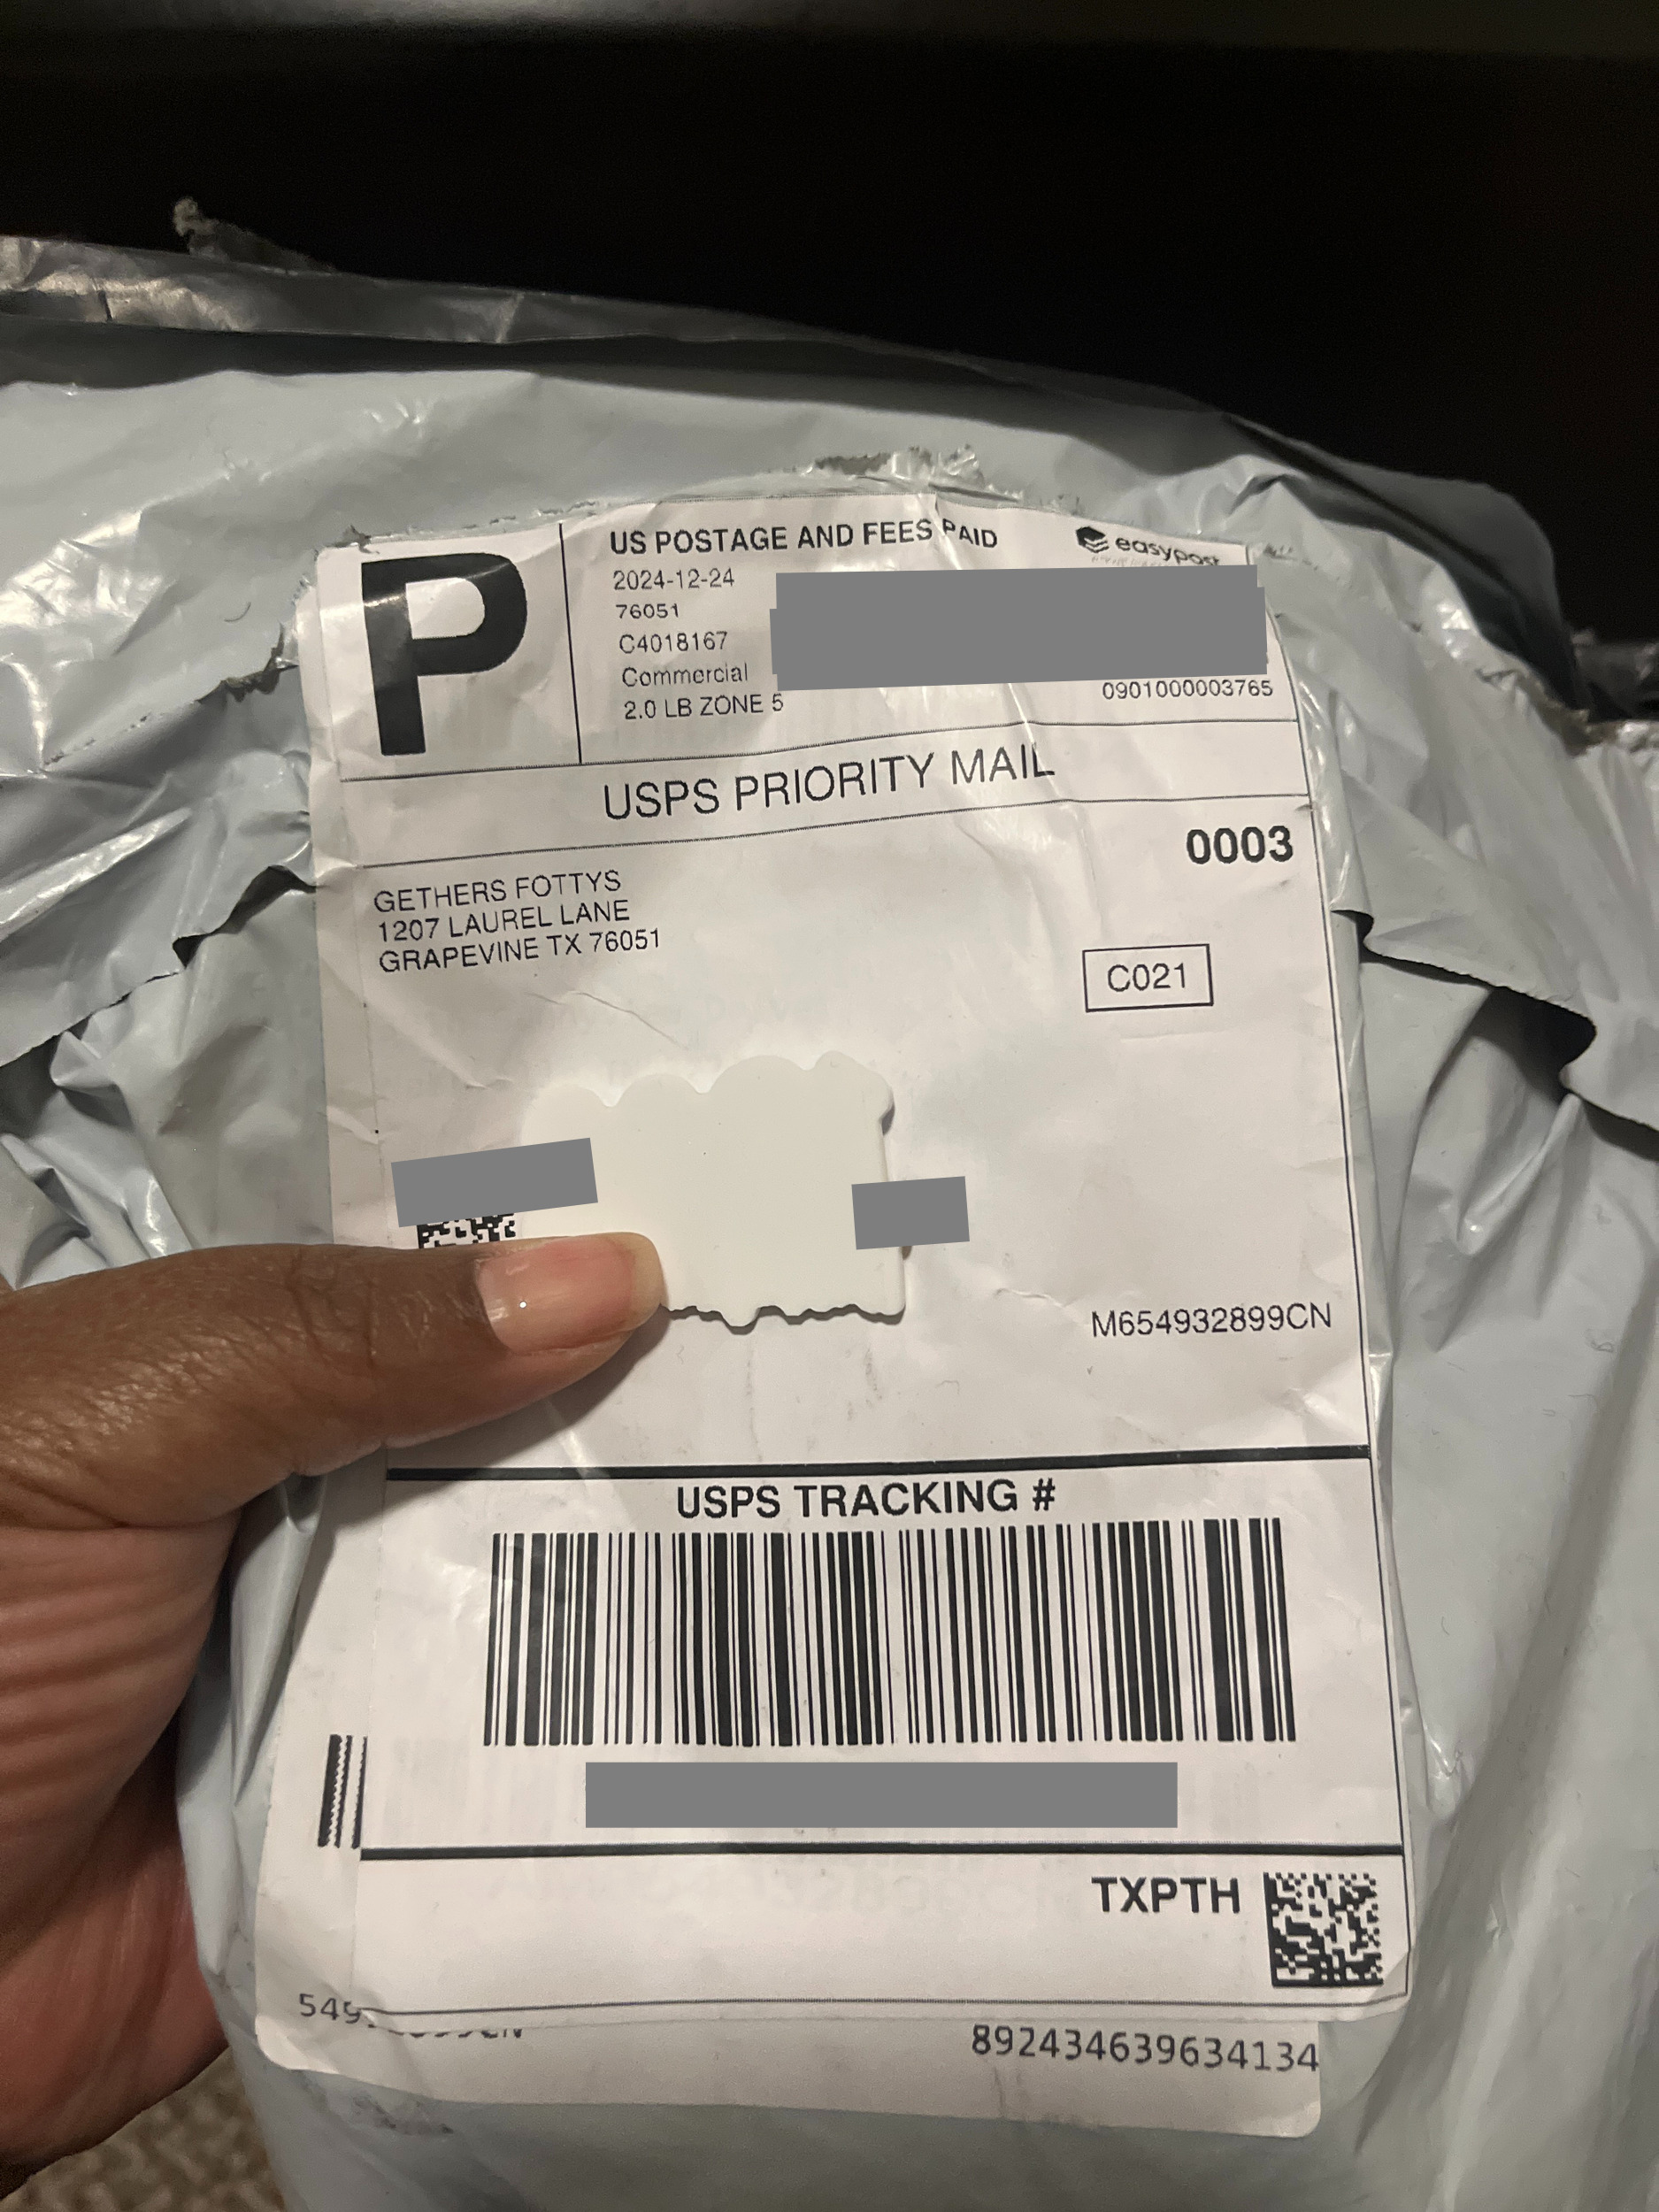 P
US POSTAGE AND FEES PAID
easypost
2024-12-24
76051
C4018167
Commercial
2.0 LB ZONE 5
0901000003765
USPS PRIORITY MAIL
0003
GETHERS FOTTYS
1207 LAUREL LANE
GRAPEVINE TX 76051
C021
M654932899CN
USPS TRACKING #
TXPTH
892434639634134